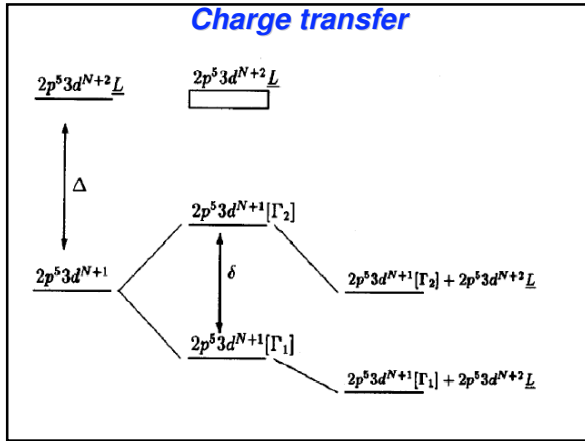 Charge transfer
2p⁵3d^{N+2}L̲
2p⁵3d^{N+2}L̲
Δ
2p⁵3d^{N+1}[Γ₂]
2p⁵3d^{N+1}
δ
2p⁵3d^{N+1}[Γ₂] + 2p⁵3d^{N+2}L̲
2p⁵3d^{N+1}[Γ₁]
2p⁵3d^{N+1}[Γ₁] + 2p⁵3d^{N+2}L̲